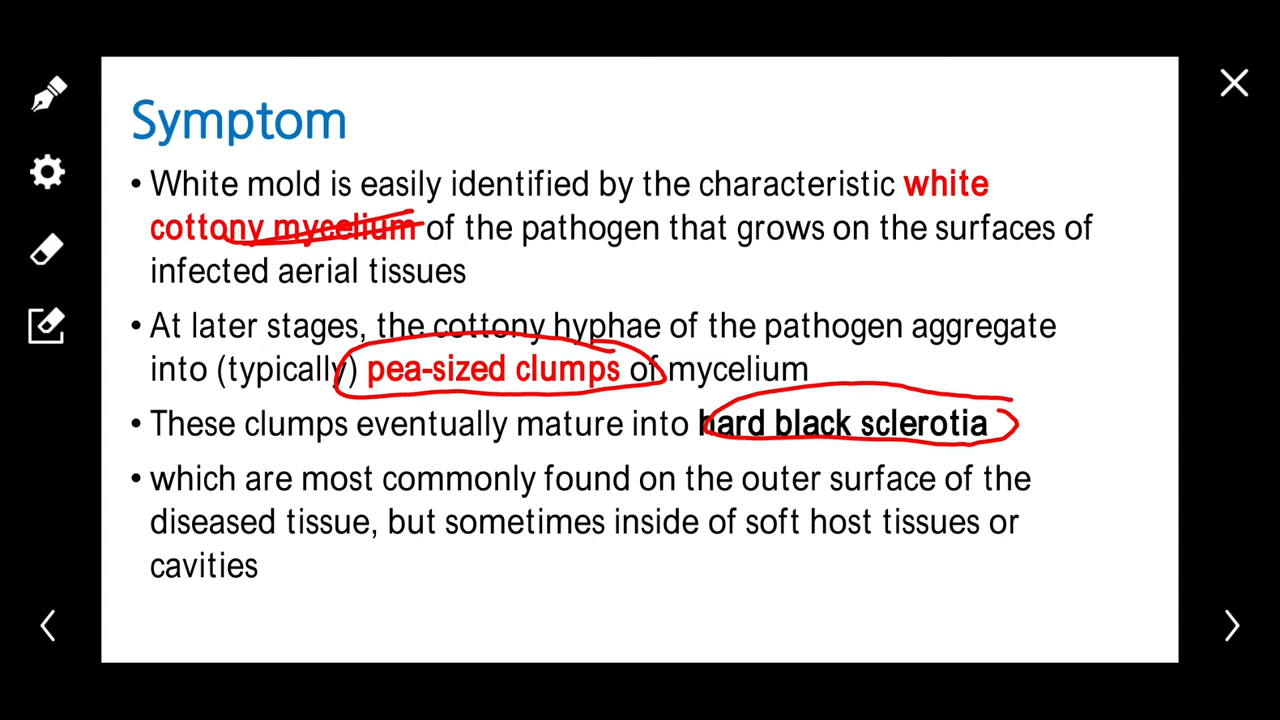 Symptom
• White mold is easily identified by the characteristic white
cottony mycelium of the pathogen that grows on the surfaces of
infected aerial tissues
• At later stages, the cottony hyphae of the pathogen aggregate
into (typically) pea-sized clumps of mycelium
• These clumps eventually mature into hard black sclerotia
• which are most commonly found on the outer surface of the
diseased tissue, but sometimes inside of soft host tissues or
cavities